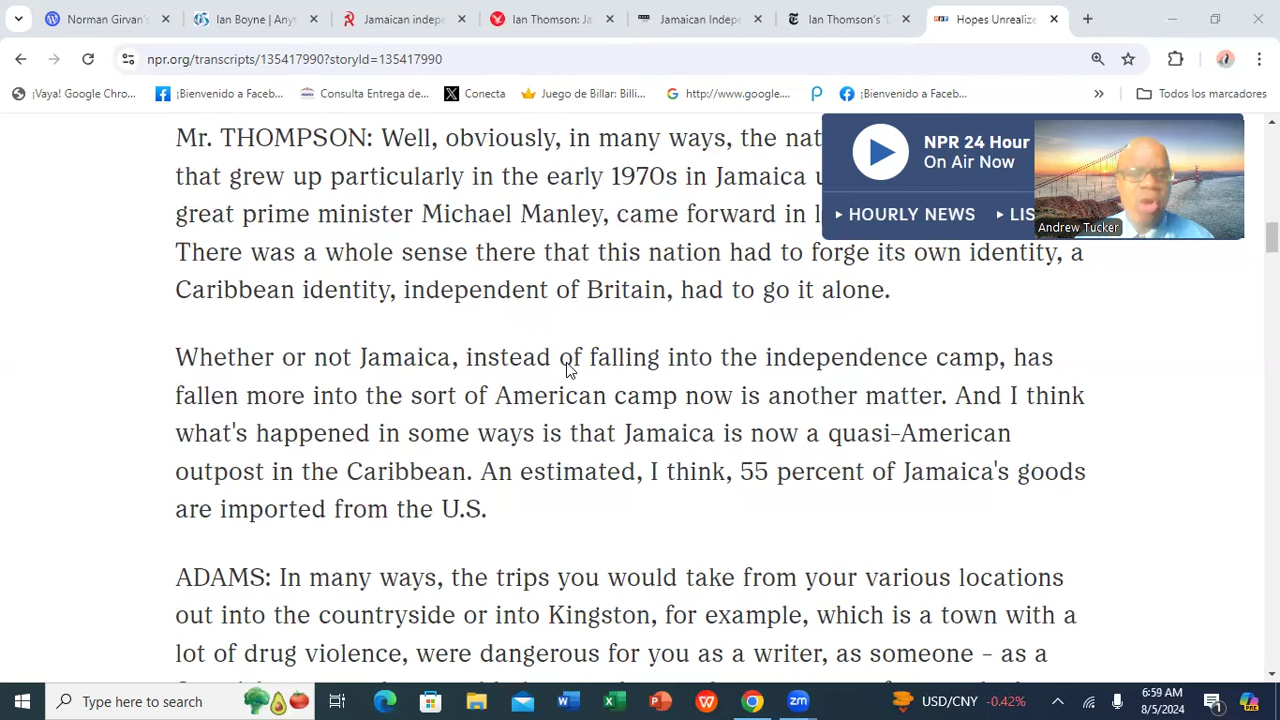 Norman Girvan's
Ian Boyne | Any
Jamaican indep
Ian Thomson: Ja
Jamaican Indep
Ian Thomson's "D
Hopes Unrealize
npr.org/transcripts/135417990?storyId=135417990
¡Vaya! Google Chro...
¡Bienvenido a Faceb...
Consulta Entrega de...
Conecta
Juego de Billar: Billi...
http://www.google....
¡Bienvenido a Faceb...
Todos los marcadores
Mr. THOMPSON: Well, obviously, in many ways, the nat
that grew up particularly in the early 1970s in Jamaica u
great prime minister Michael Manley, came forward in l
There was a whole sense there that this nation had to forge its own identity, a
Caribbean identity, independent of Britain, had to go it alone.
NPR 24 Hour
On Air Now
HOURLY NEWS
LIS
Andrew Tucker
Whether or not Jamaica, instead of falling into the independence camp, has
fallen more into the sort of American camp now is another matter. And I think
what's happened in some ways is that Jamaica is now a quasi-American
outpost in the Caribbean. An estimated, I think, 55 percent of Jamaica's goods
are imported from the U.S.
ADAMS: In many ways, the trips you would take from your various locations
out into the countryside or into Kingston, for example, which is a town with a
lot of drug violence, were dangerous for you as a writer, as someone - as a
Type here to search
USD/CNY -0.42%
6:59 AM
8/5/2024